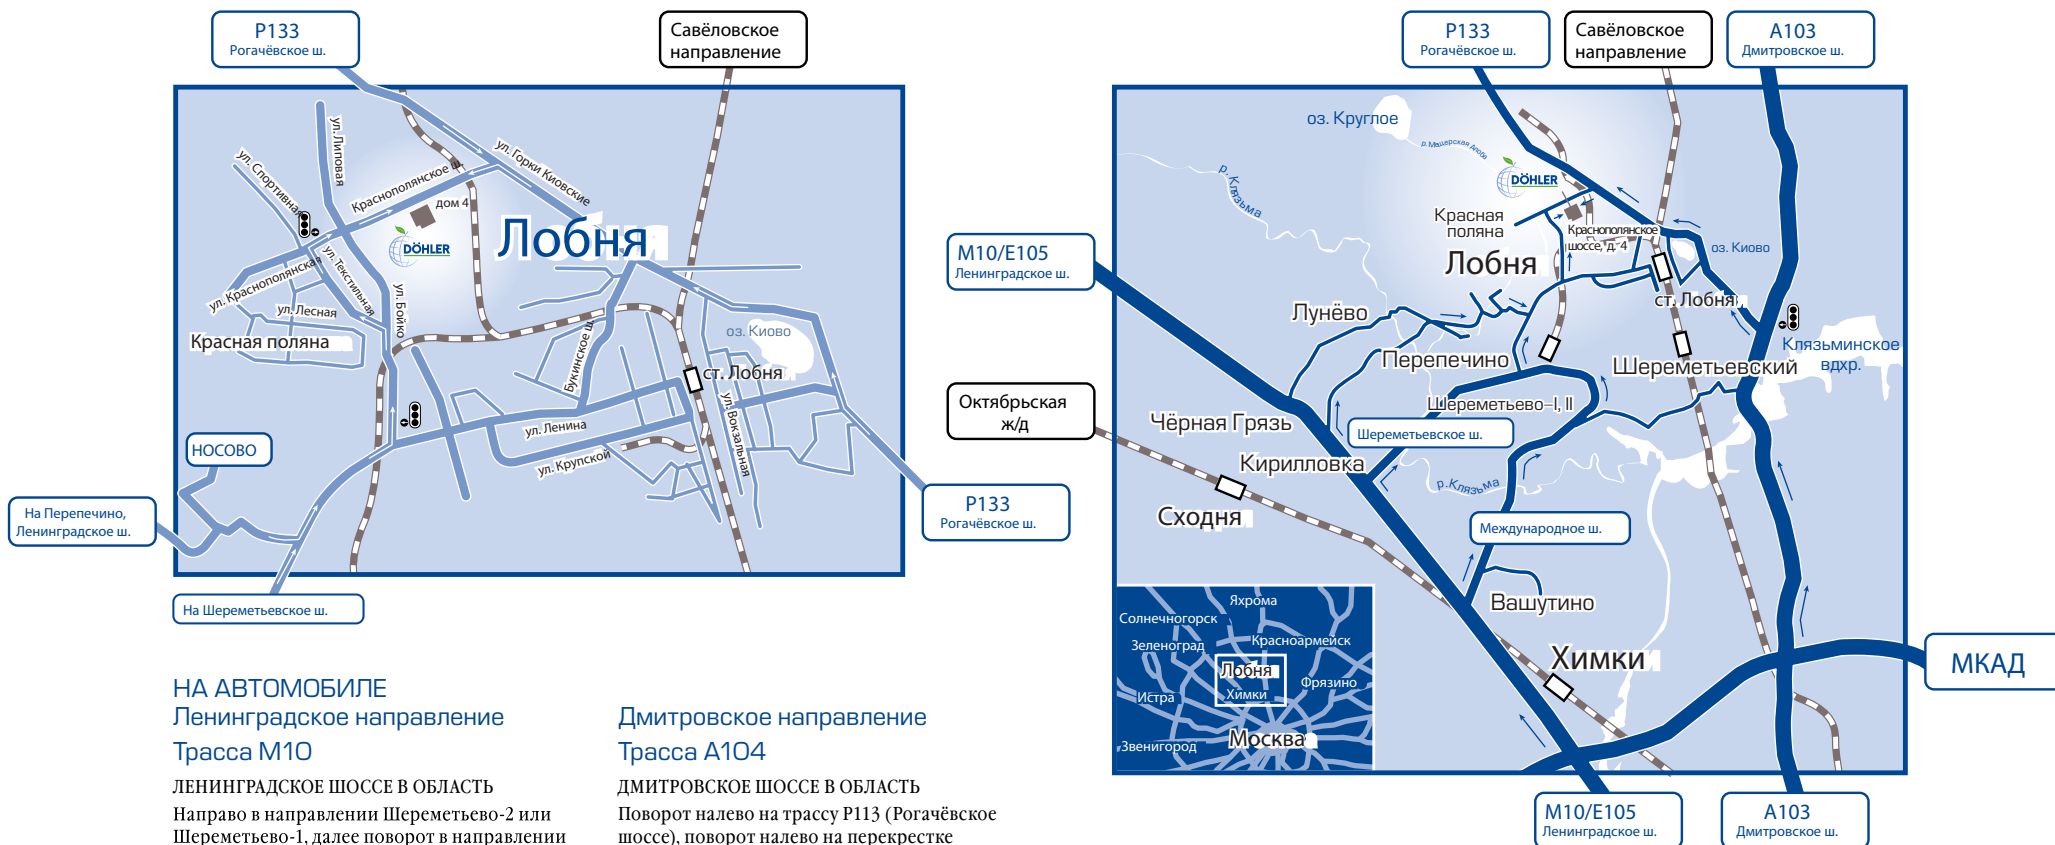 Р133
Рогачёвское ш.
Савёловское
направление
ул. Липовая
ул. Спортивная
Краснополянское ш.
ул. Горки Киовские
дом 4
DÖHLER
Лобня
ул. Краснополянская
ул. Текстильная
ул. Лесная
ул. Бойко
Красная поляна
Букинское ш.
оз. Киово
ст. Лобня
ул. Ленина
ул. Крупской
ул. Вокзальная
НОСОВО
На Перепечино,
Ленинградское ш.
На Шереметьевское ш.
Р133
Рогачёвское ш.
Р133
Рогачёвское ш.
Савёловское
направление
А103
Дмитровское ш.
оз. Круглое
р. Мещерская Алоба
р. Клязьма
DÖHLER
Красная
поляна
Краснополянское
шоссе, д. 4
оз. Киово
М10/Е105
Ленинградское ш.
Лобня
ст. Лобня
Лунёво
Перепечино
Шереметьевский
Клязьминское
вдхр.
Октябрьская
ж/д
Шереметьево–I, II
Чёрная Грязь
Шереметьевское ш.
Кирилловка
р. Клязьма
Сходня
Международное ш.
Вашутино
Химки
МКАД
Яхрома
Солнечногорск
Зеленоград
Красноармейск
Лобня
Фрязино
Истра
Химки
Москва
Звенигород
М10/Е105
Ленинградское ш.
А103
Дмитровское ш.
НА АВТОМОБИЛЕ
Ленинградское направление
Трасса М10
ЛЕНИНГРАДСКОЕ ШОССЕ В ОБЛАСТЬ
Направо в направлении Шереметьево-2 или
Шереметьево-1, далее поворот в направлении
Дмитровское направление
Трасса А104
ДМИТРОВСКОЕ ШОССЕ В ОБЛАСТЬ
Поворот налево на трассу Р113 (Рогачёвское
шоссе), поворот налево на перекрестке